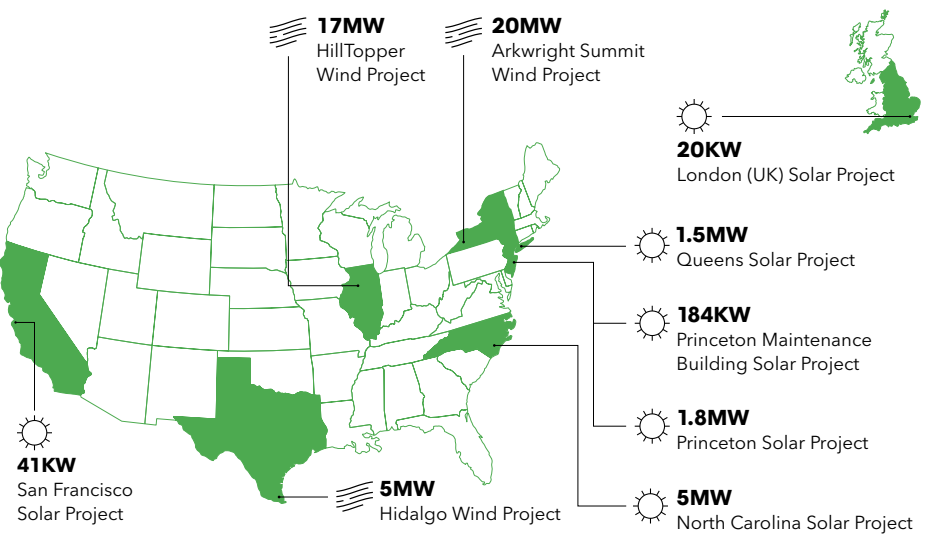 17MW
HillTopper
Wind Project
20MW
Arkwright Summit
Wind Project
20KW
London (UK) Solar Project
1.5MW
Queens Solar Project
184KW
Princeton Maintenance
Building Solar Project
1.8MW
Princeton Solar Project
41KW
San Francisco
Solar Project
5MW
Hidalgo Wind Project
5MW
North Carolina Solar Project